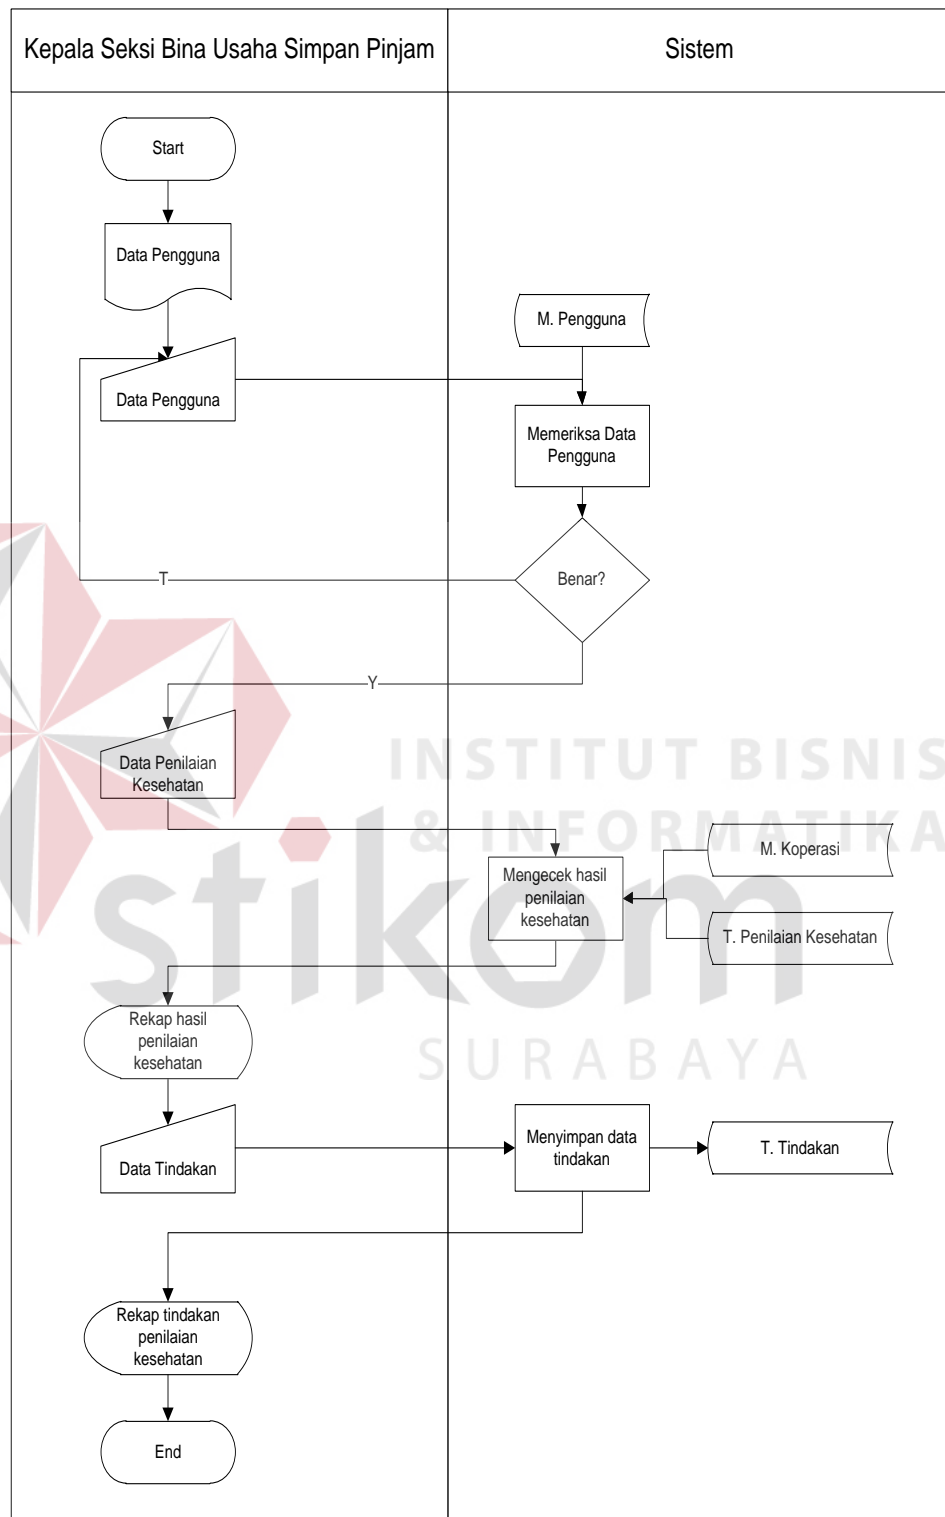 Kepala Seksi Bina Usaha Simpan Pinjam
Sistem
Start
Data Pengguna
M. Pengguna
Data Pengguna
Memeriksa Data
Pengguna
Benar?
T
Y
Data Penilaian
Kesehatan
INSTITUT BISNIS
& INFORMATIKA
stikom
SURABAYA
M. Koperasi
Mengecek hasil
penilaian
kesehatan
T. Penilaian Kesehatan
Rekap hasil
penilaian
kesehatan
Data Tindakan
Menyimpan data
tindakan
T. Tindakan
Rekap tindakan
penilaian
kesehatan
End